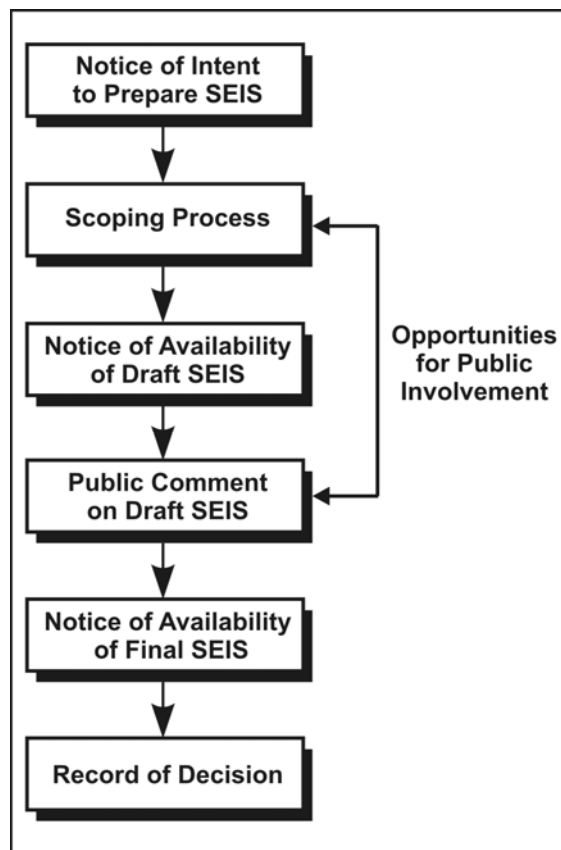 Notice of Intent
to Prepare SEIS
Scoping Process
Notice of Availability
of Draft SEIS
Opportunities
for Public
Involvement
Public Comment
on Draft SEIS
Notice of Availability
of Final SEIS
Record of Decision